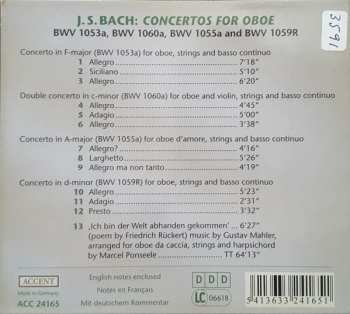 J.S. BACH: CONCERTOS FOR OBOE
BWV 1053a, BWV 1060a, BWV 1055a and BWV 1059R
3591
Concerto in F-major (BWV 1053a) for oboe, strings and basso continuo
1 Allegro 7'18"
2 Siciliano 5'10"
3 Allegro 6'20"
Double concerto in c-minor (BWV 1060a) for oboe and violin, strings and basso continuo
4 Allegro 4'45"
5 Adagio 5'00"
6 Allegro 3'38"
Concerto in A-major (BWV 1055a) for oboe d'amore, strings and basso continuo
7 Allegro? 4'16"
8 Larghetto 5'26"
9 Allegro ma non tanto 4'19"
Concerto in d-minor (BWV 1059R) for oboe, strings and basso continuo
10 Allegro 5'23"
11 Adagio 2'31"
12 Presto 3'32"
13 ‚Ich bin der Welt abhanden gekommen' ... 6'27"
(poem by Friedrich Rückert) music by Gustav Mahler,
arranged for oboe da caccia, strings and harpsichord
by Marcel Ponseele TT 64'13"
ACCENT
Made in Germany
ACC 24165
English notes enclosed
Notes en Français
Mit deutschem Kommentar
D D D
LC 06618
5 413633 241651